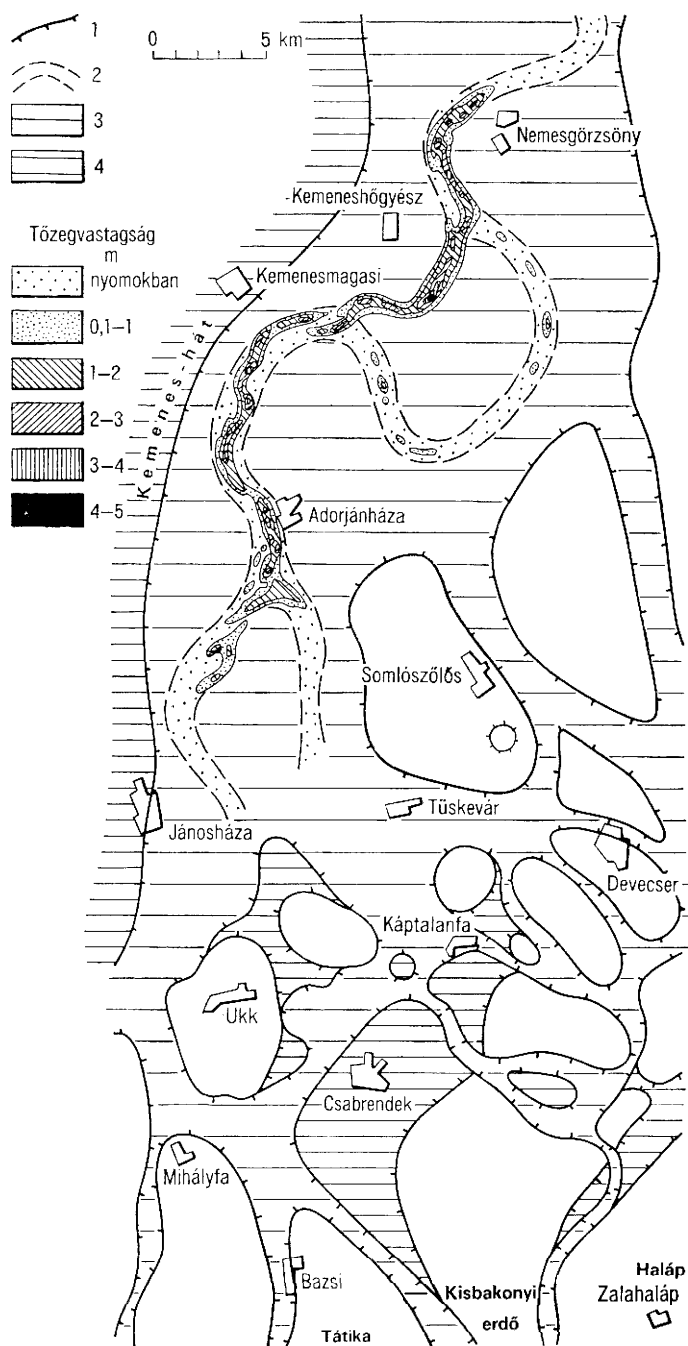 1
2
3
4
0 5 km
Tőzegvastagság
m
nyomokban
0,1–1
1–2
2–3
3–4
4–5
Nemesgörzsöny
Kemeneshőgyész
Kemenesmagasi
Kemenes-hát
Adorjánháza
Somlószőlős
Tüskevár
Jánosháza
Devecser
Káptalanfa
Ukk
Csabrendek
Mihályfa
Bazsi
Tátika
Kisbakonyi
erdő
Haláp
Zalahaláp